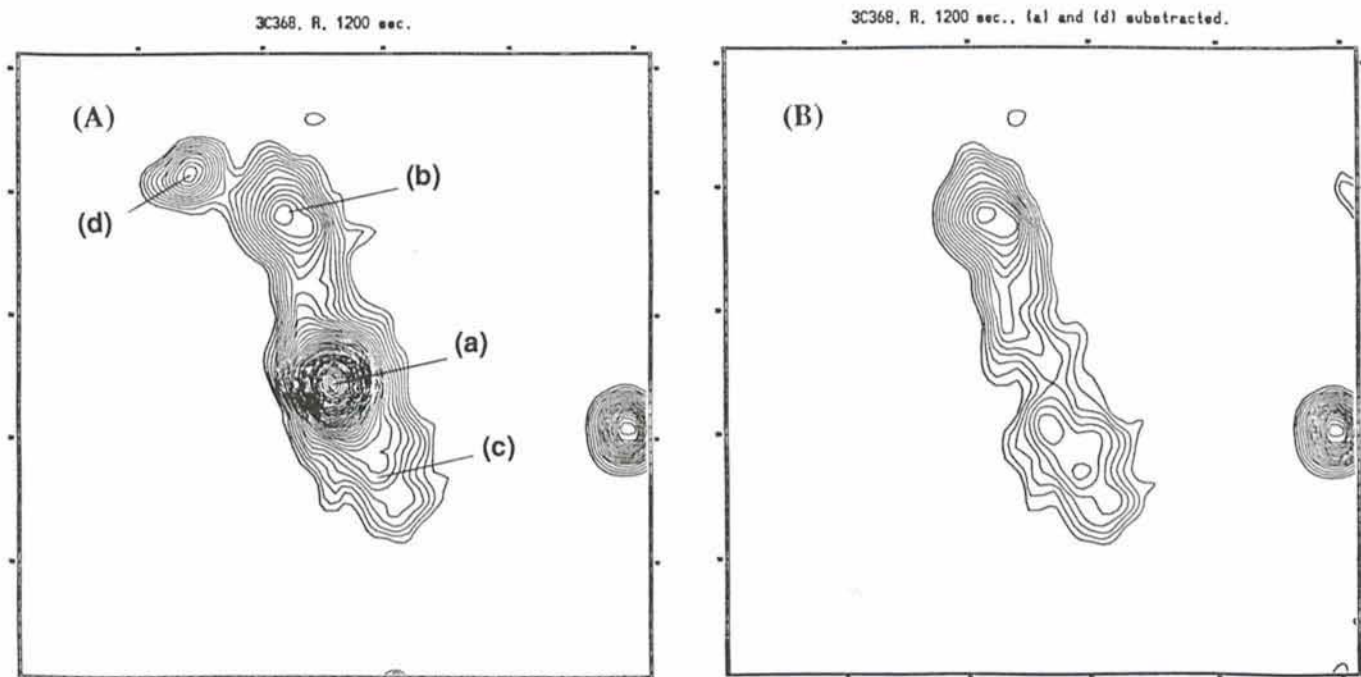 3C368, R, 1200 sec.
3C368, R, 1200 sec., (a) and (d) substracted.
(A)
(b)
(d)
(a)
(c)
(B)